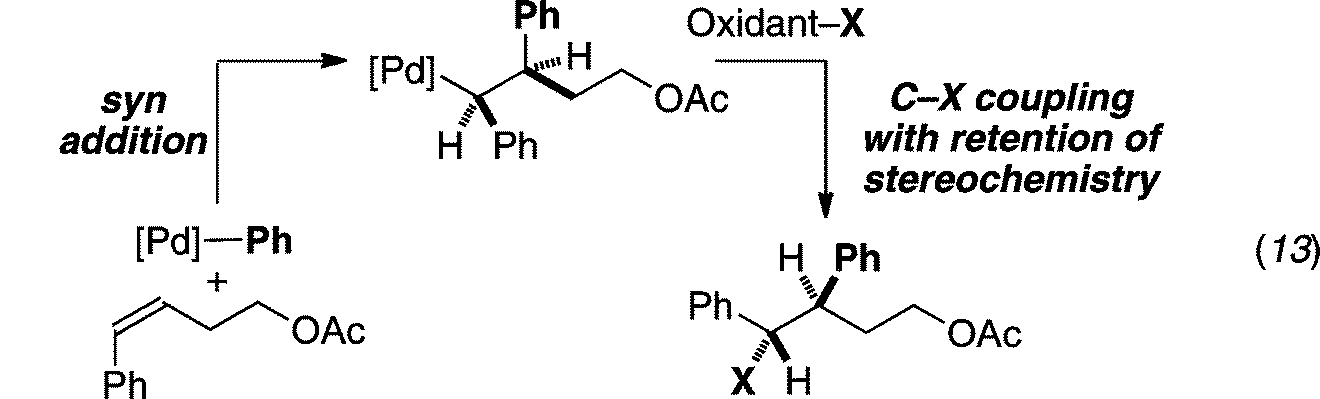 Ph
Oxidant–X
[Pd]
H
OAc
H
Ph
syn
addition
C–X coupling
with retention of
stereochemistry
[Pd]—Ph
+
OAc
Ph
H
Ph
Ph
OAc
X
H
(13)